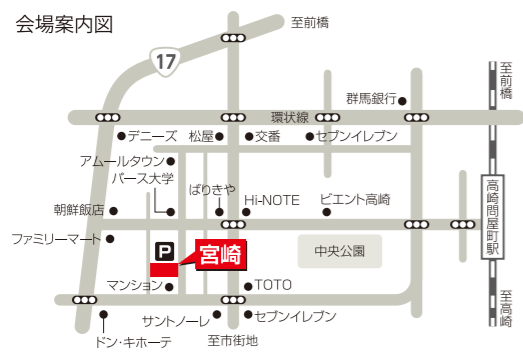 会場案内図
至前橋
17
至前橋
群馬銀行
環状線
デニーズ
松屋
交番
セブンイレブン
アムールタウン
バース大学
ばりきや
Hi-NOTE
ビエント高崎
朝鮮飯店
高崎問屋町駅
ファミリーマート
P
宮崎
中央公園
マンション
TOTO
至高崎
ドン・キホーテ
サントノーレ
セブンイレブン
至市街地